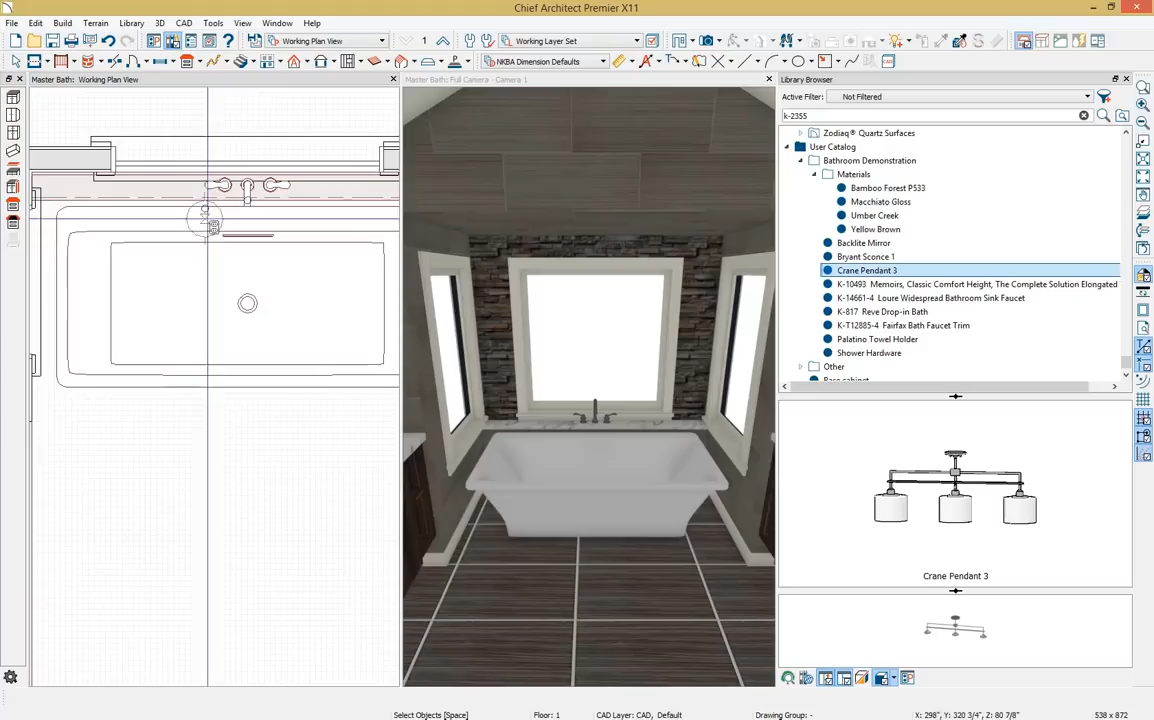 Chief Architect Premier X11
File Edit Build Terrain Library 3D CAD Tools View Window Help
Working Plan View
1
Working Layer Set
NKBA Dimension Defaults
Master Bath: Working Plan View
Master Bath: Full Camera - Camera 1
Library Browser
Active Filter: Not Filtered
k-2355
Zodiaq® Quartz Surfaces
User Catalog
Bathroom Demonstration
Materials
Bamboo Forest P533
Macchiato Gloss
Umber Creek
Yellow Brown
Backlite Mirror
Bryant Sconce 1
Crane Pendant 3
K-10493 Memoirs, Classic Comfort Height, The Complete Solution Elongated
K-14661-4 Loure Widespread Bathroom Sink Faucet
K-817 Reve Drop-in Bath
K-T12885-4 Fairfax Bath Faucet Trim
Palatino Towel Holder
Shower Hardware
Other
Base cabinet
Crane Pendant 3
Select Objects [Space]
Floor: 1
CAD Layer: CAD, Default
Drawing Group: -
X: 298", Y: 320 3/4", Z: 80 7/8"
538 x 872